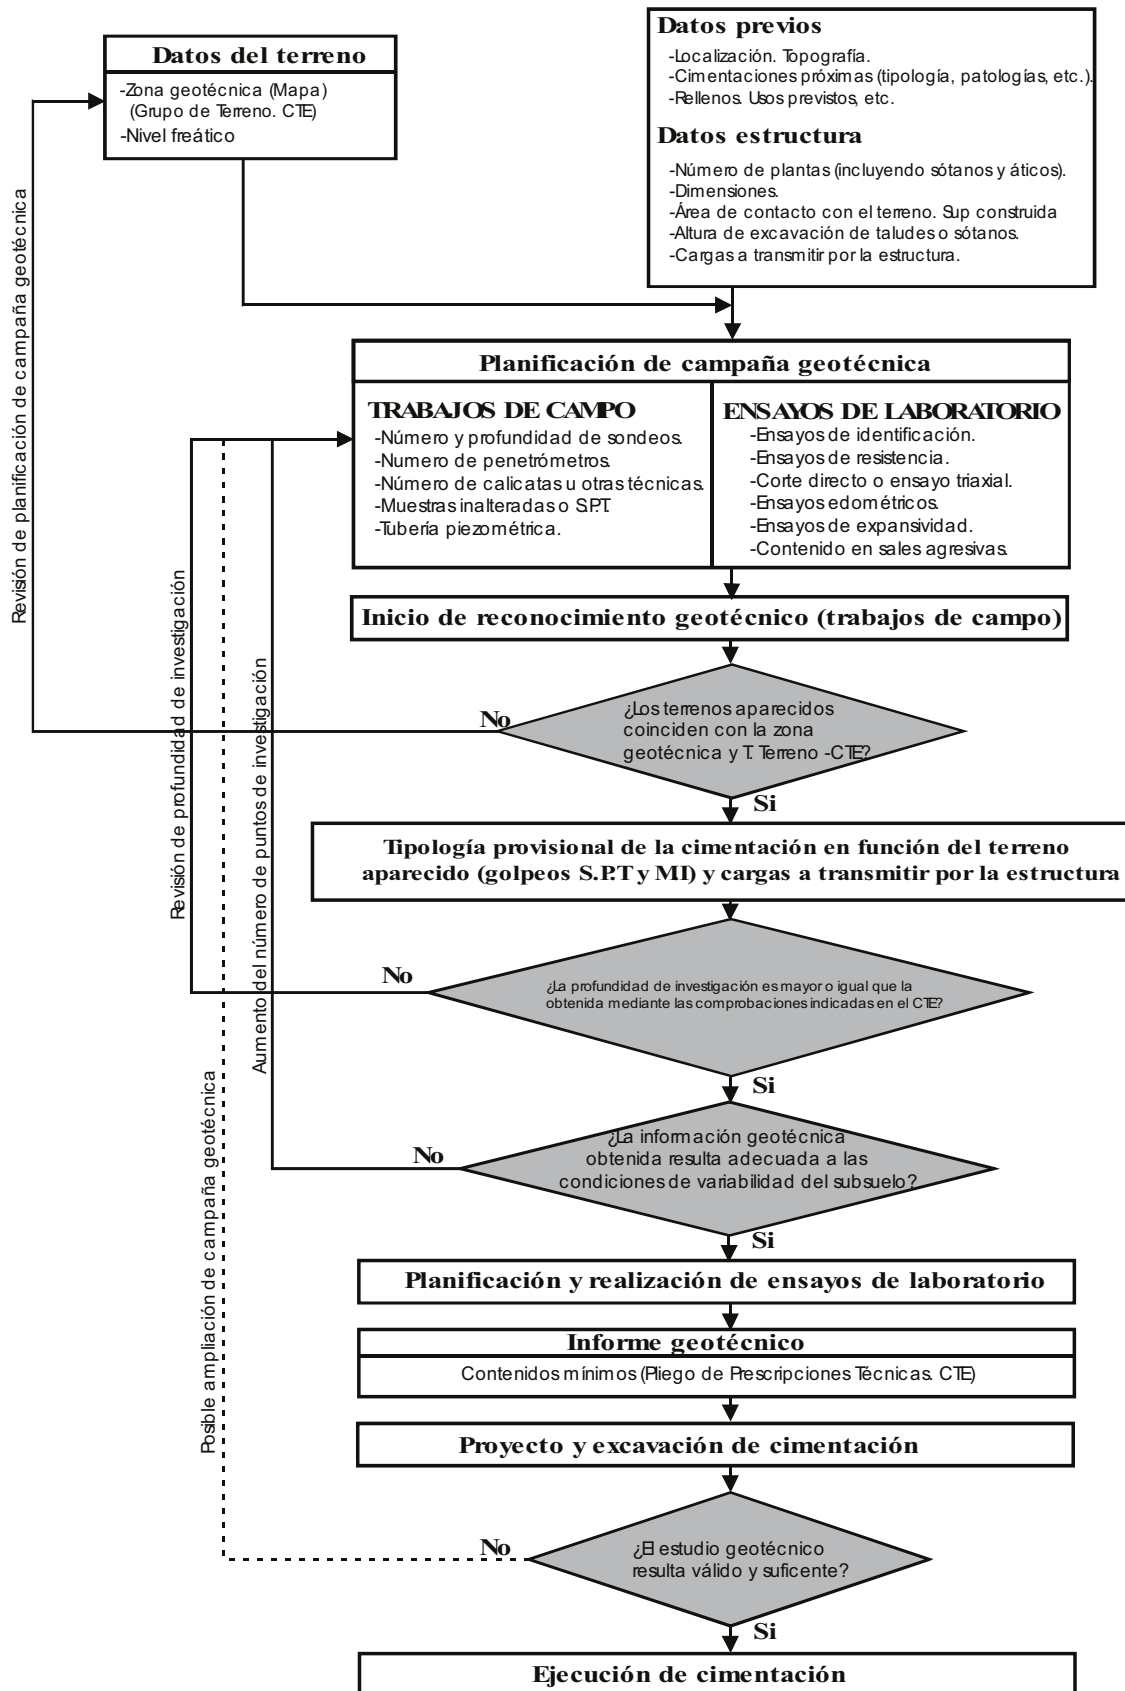 Datos del terreno
-Zona geotécnica (Mapa)
(Grupo de Terreno. CTE)
-Nivel freático
Datos previos
-Localización. Topografía.
-Cimentaciones próximas (tipología, patologías, etc.).
-Rellenos. Usos previstos, etc.
Datos estructura
-Número de plantas (incluyendo sótanos y áticos).
-Dimensiones.
-Área de contacto con el terreno. Sup construida
-Altura de excavación de taludes o sótanos.
-Cargas a transmitir por la estructura.
Planificación de campaña geotécnica
TRABAJOS DE CAMPO
-Número y profundidad de sondeos.
-Numero de penetrómetros.
-Número de calicatas u otras técnicas.
-Muestras inalteradas o S.P.T.
-Tubería piezométrica.
ENSAYOS DE LABORATORIO
-Ensayos de identificación.
-Ensayos de resistencia.
-Corte directo o ensayo triaxial.
-Ensayos edométricos.
-Ensayos de expansividad.
-Contenido en sales agresivas.
Inicio de reconocimiento geotécnico (trabajos de campo)
¿Los terrenos aparecidos
coinciden con la zona
geotécnica y T. Terreno -CTE?
No
Si
Revisión de planificación de campaña geotécnica
Tipología provisional de la cimentación en función del terreno
aparecido (golpeos S.P.T y MI) y cargas a transmitir por la estructura
¿La profundidad de investigación es mayor o igual que la
obtenida mediante las comprobaciones indicadas en el CTE?
No
Si
Revisión de profundidad de investigación
¿La información geotécnica
obtenida resulta adecuada a las
condiciones de variabilidad del subsuelo?
No
Si
Aumento del número de puntos de investigación
Planificación y realización de ensayos de laboratorio
Informe geotécnico
Contenidos mínimos (Pliego de Prescripciones Técnicas. CTE)
Proyecto y excavación de cimentación
¿El estudio geotécnico
resulta válido y suficente?
No
Si
Posible ampliación de campaña geotécnica
Ejecución de cimentación